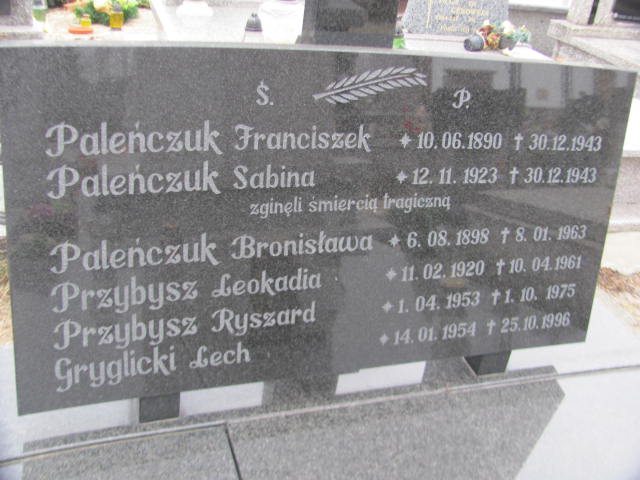 Ś. P.
Paleńczuk Franciszek ✦ 10.06.1890 † 30.12.1943
Paleńczuk Sabina ✦ 12.11.1923 † 30.12.1943
zginęli śmiercią tragiczną
Paleńczuk Bronisława ✦ 6.08.1898 † 8.01.1963
Przybysz Leokadia ✦ 11.02.1920 † 10.04.1961
Przybysz Ryszard ✦ 1.04.1953 † 1.10.1975
Gryglicki Lech ✦ 14.01.1954 † 25.10.1996